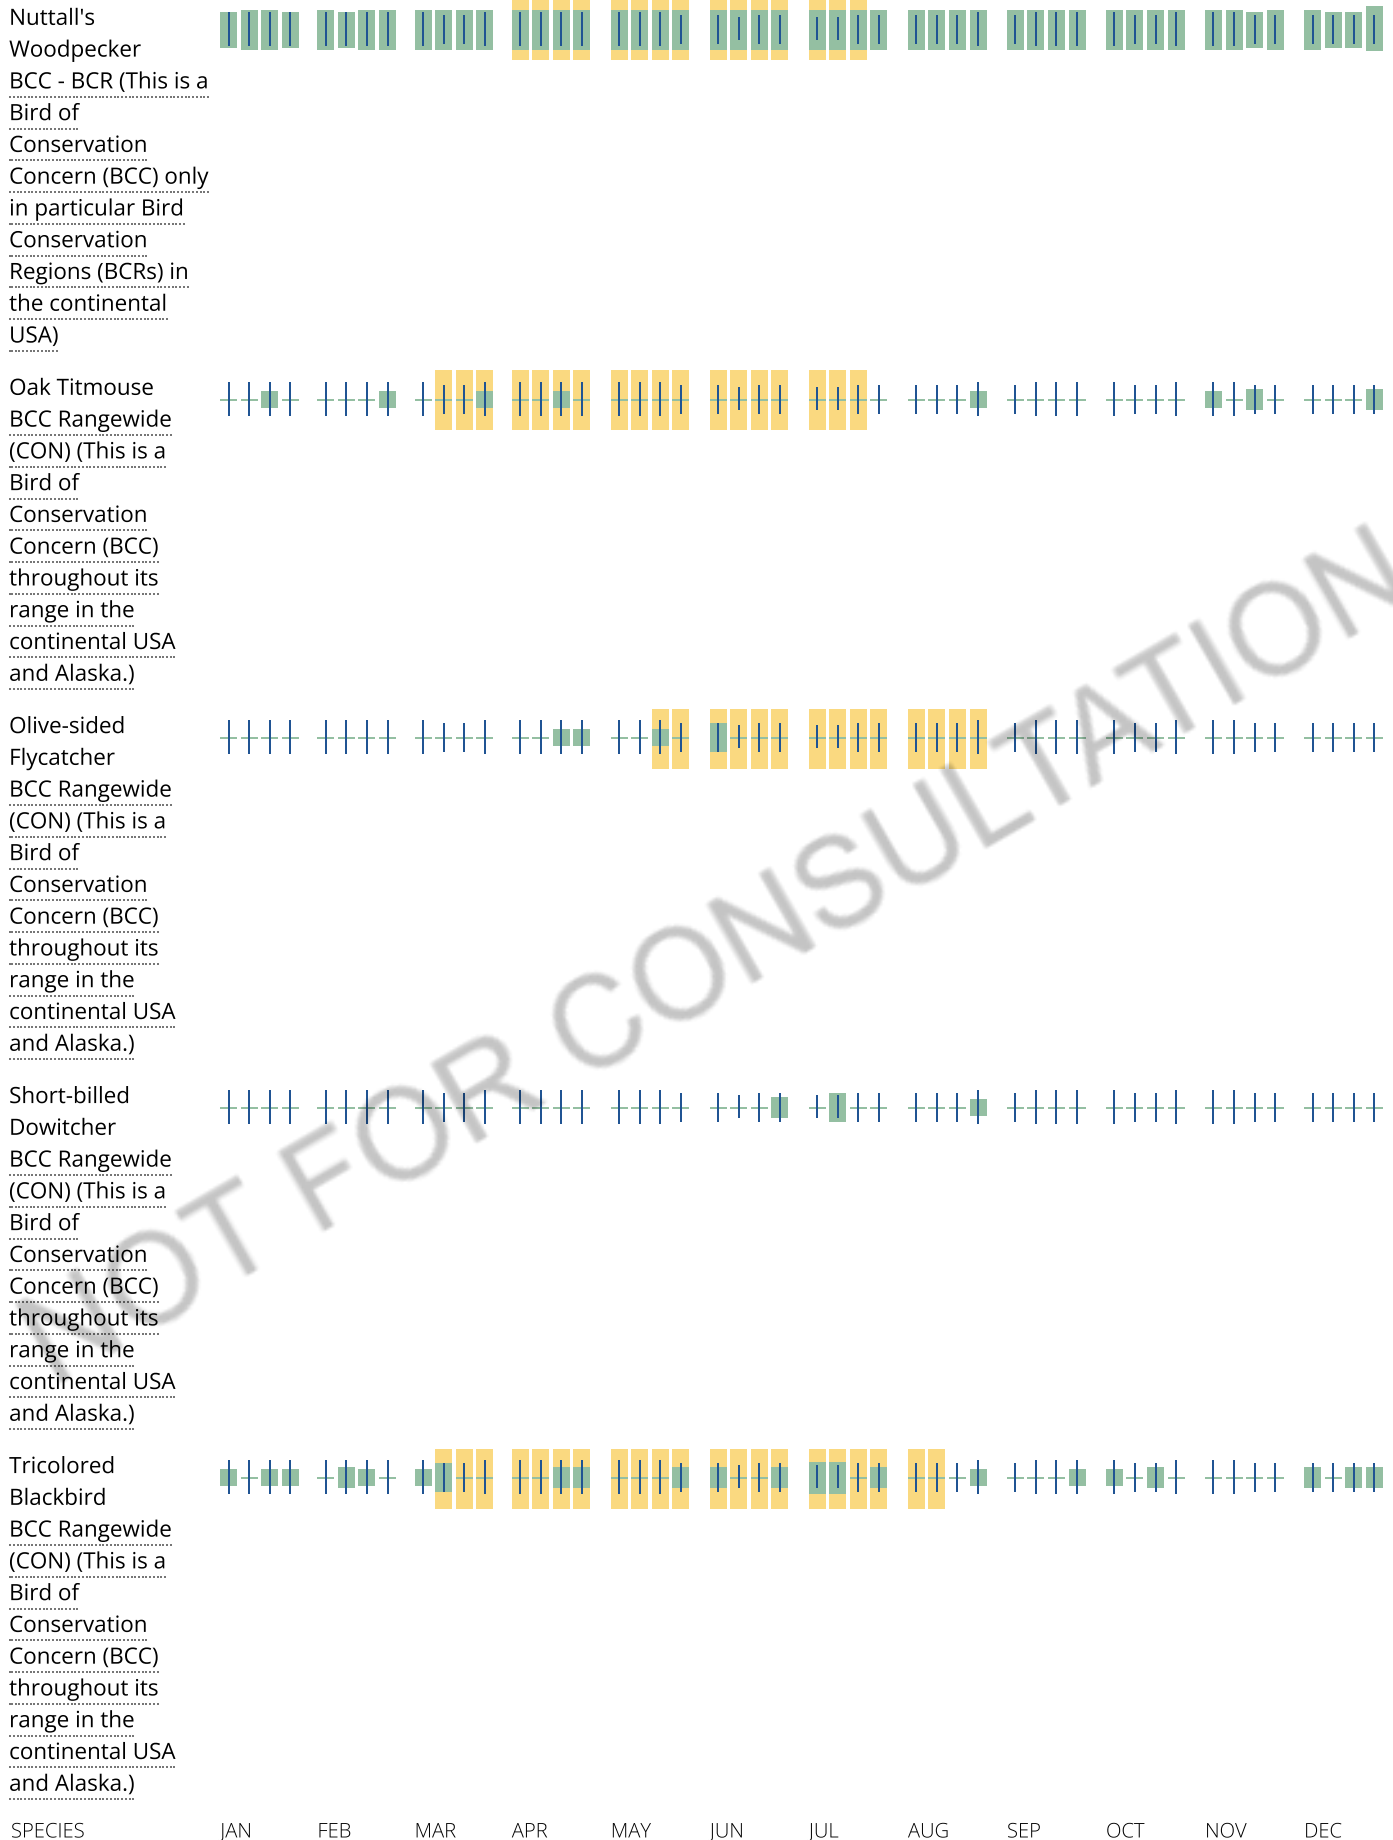 Nuttall's
Woodpecker
BCC - BCR (This is a
Bird of
Conservation
Concern (BCC) only
in particular Bird
Conservation
Regions (BCRs) in
the continental
USA)
Oak Titmouse
BCC Rangewide
(CON) (This is a
Bird of
Conservation
Concern (BCC)
throughout its
range in the
continental USA
and Alaska.)
Olive-sided
Flycatcher
BCC Rangewide
(CON) (This is a
Bird of
Conservation
Concern (BCC)
throughout its
range in the
continental USA
and Alaska.)
Short-billed
Dowitcher
BCC Rangewide
(CON) (This is a
Bird of
Conservation
Concern (BCC)
throughout its
range in the
continental USA
and Alaska.)
Tricolored
Blackbird
BCC Rangewide
(CON) (This is a
Bird of
Conservation
Concern (BCC)
throughout its
range in the
continental USA
and Alaska.)
SPECIES JAN FEB MAR APR MAY JUN JUL AUG SEP OCT NOV DEC
NOT FOR CONSULTATION